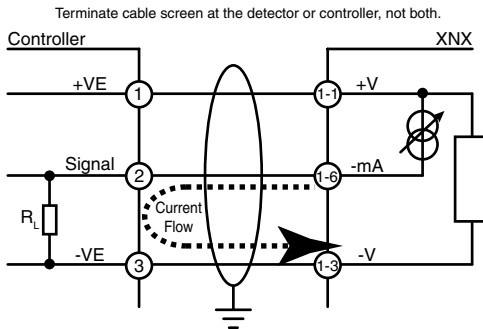 Terminate cable screen at the detector or controller, not both.
Controller XNX
+VE 1 1-1 +V
Signal 2 1-6 -mA
R_L
Current
Flow
-VE 3 1-3 -V